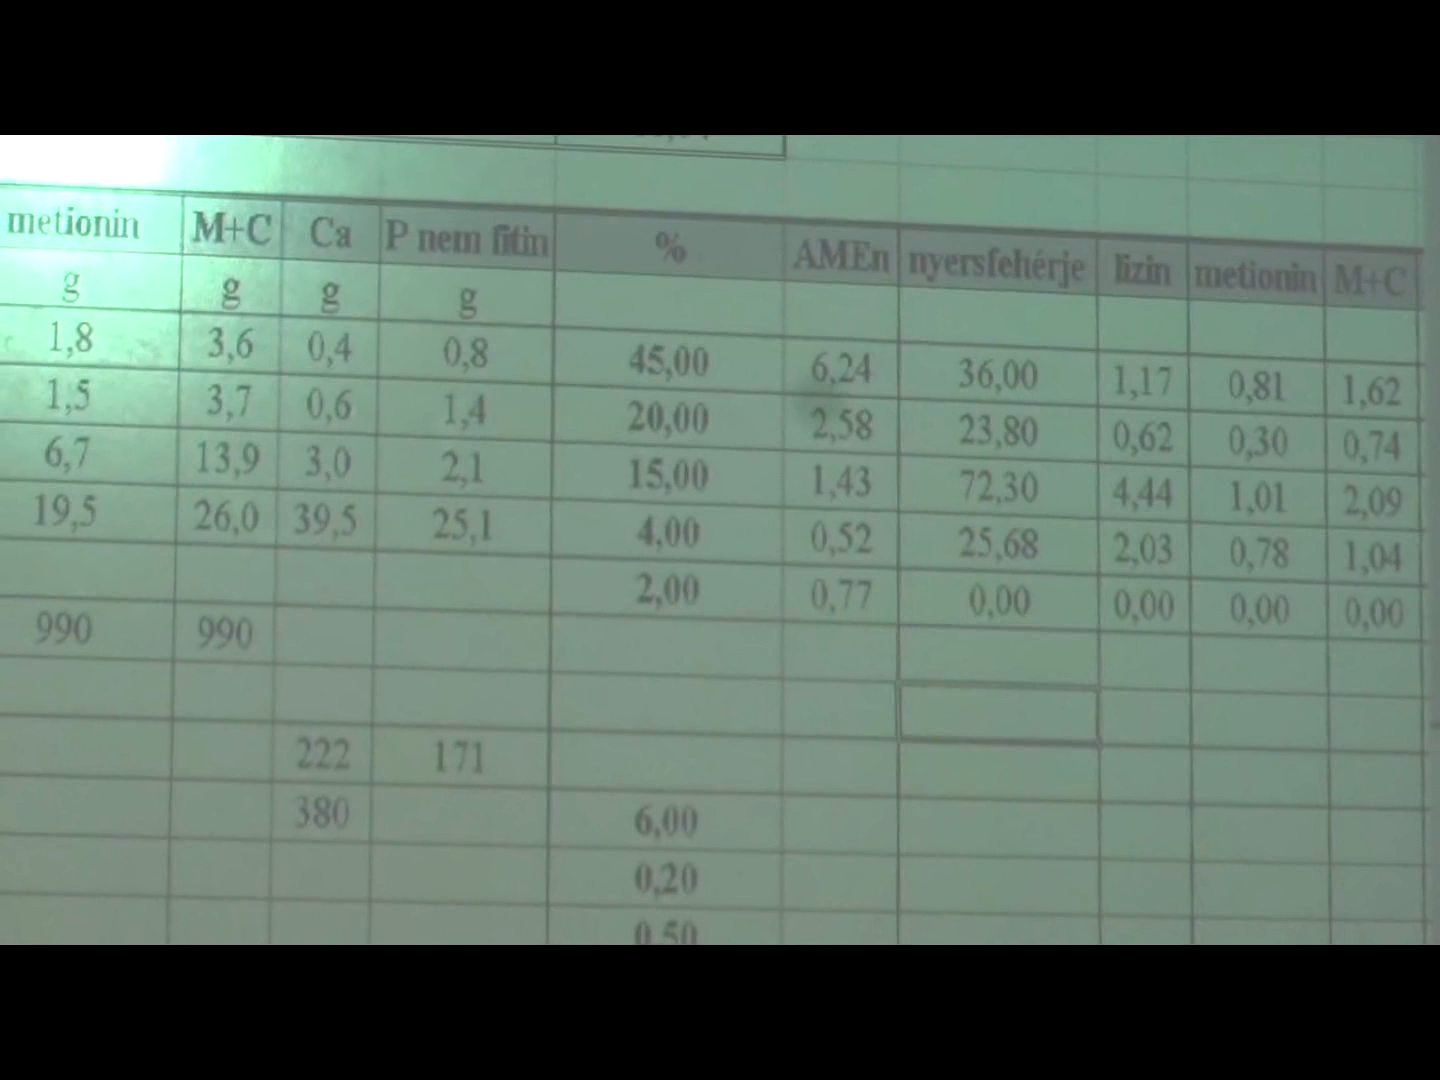 metionin M+C Ca P nem fitin % AMEn nyersfehérje lizin metionin M+C
g g g g
1,8 3,6 0,4 0,8 45,00 6,24 36,00 1,17 0,81 1,62
1,5 3,7 0,6 1,4 20,00 2,58 23,80 0,62 0,30 0,74
6,7 13,9 3,0 2,1 15,00 1,43 72,30 4,44 1,01 2,09
19,5 26,0 39,5 25,1 4,00 0,52 25,68 2,03 0,78 1,04
2,00 0,77 0,00 0,00 0,00 0,00
990 990
222 171
380 6,00
0,20
0,50